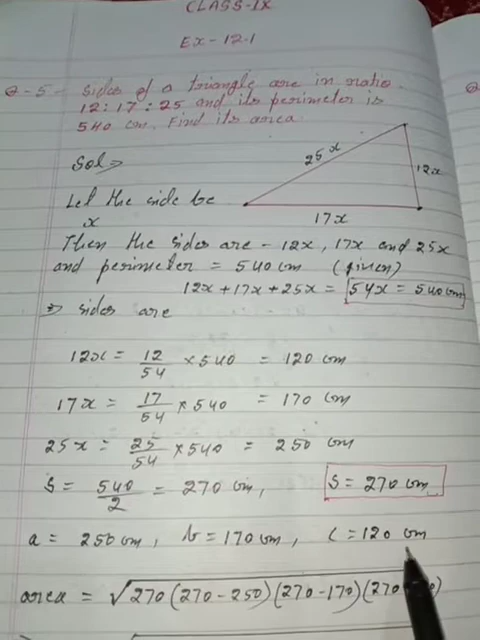 CLASS-IX
Ex-12.1
Q-5- Sides of a triangle are in ratio
12:17:25 and its perimeter is
540 cm, Find its area
Sol⇒
25x
12x
17x
Let the side be
x
Then the sides are - 12x, 17x and 25x
and perimeter = 540 cm (given)
12x+17x+25x = 54x = 540 cm
⇒ sides are
12x = 12/54 × 540 = 120 cm
17x = 17/54 × 540 = 170 cm
25x = 25/54 × 540 = 250 cm
S = 540/2 = 270 cm, S = 270 cm
a = 250 cm, b = 170 cm, c = 120 cm
area = √270(270-250)(270-170)(270